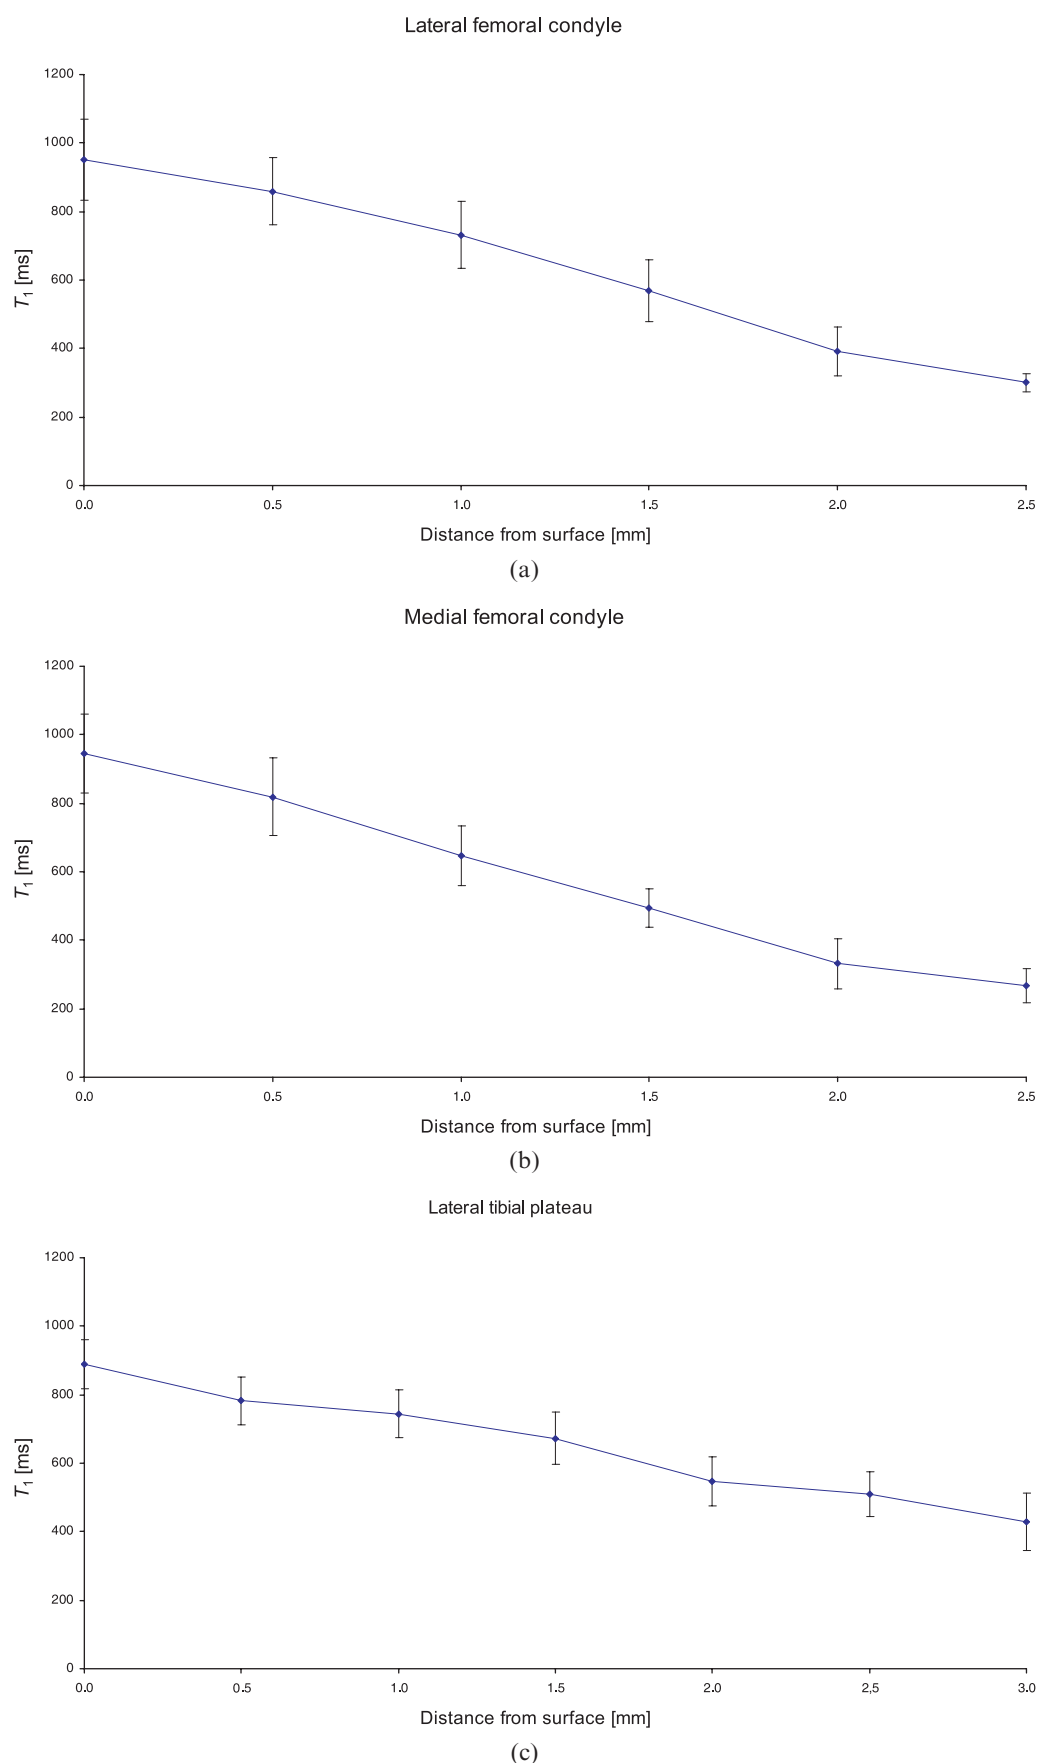 Lateral femoral condyle
1200
1000
800
600
400
200
0
T1 [ms]
0.0 0.5 1.0 1.5 2.0 2.5
Distance from surface [mm]
(a)
Medial femoral condyle
1200
1000
800
600
400
200
0
T1 [ms]
0.0 0.5 1.0 1.5 2.0 2.5
Distance from surface [mm]
(b)
Lateral tibial plateau
1200
1000
800
600
400
200
0
T1 [ms]
0.0 0.5 1.0 1.5 2.0 2,5 3.0
Distance from surface [mm]
(c)